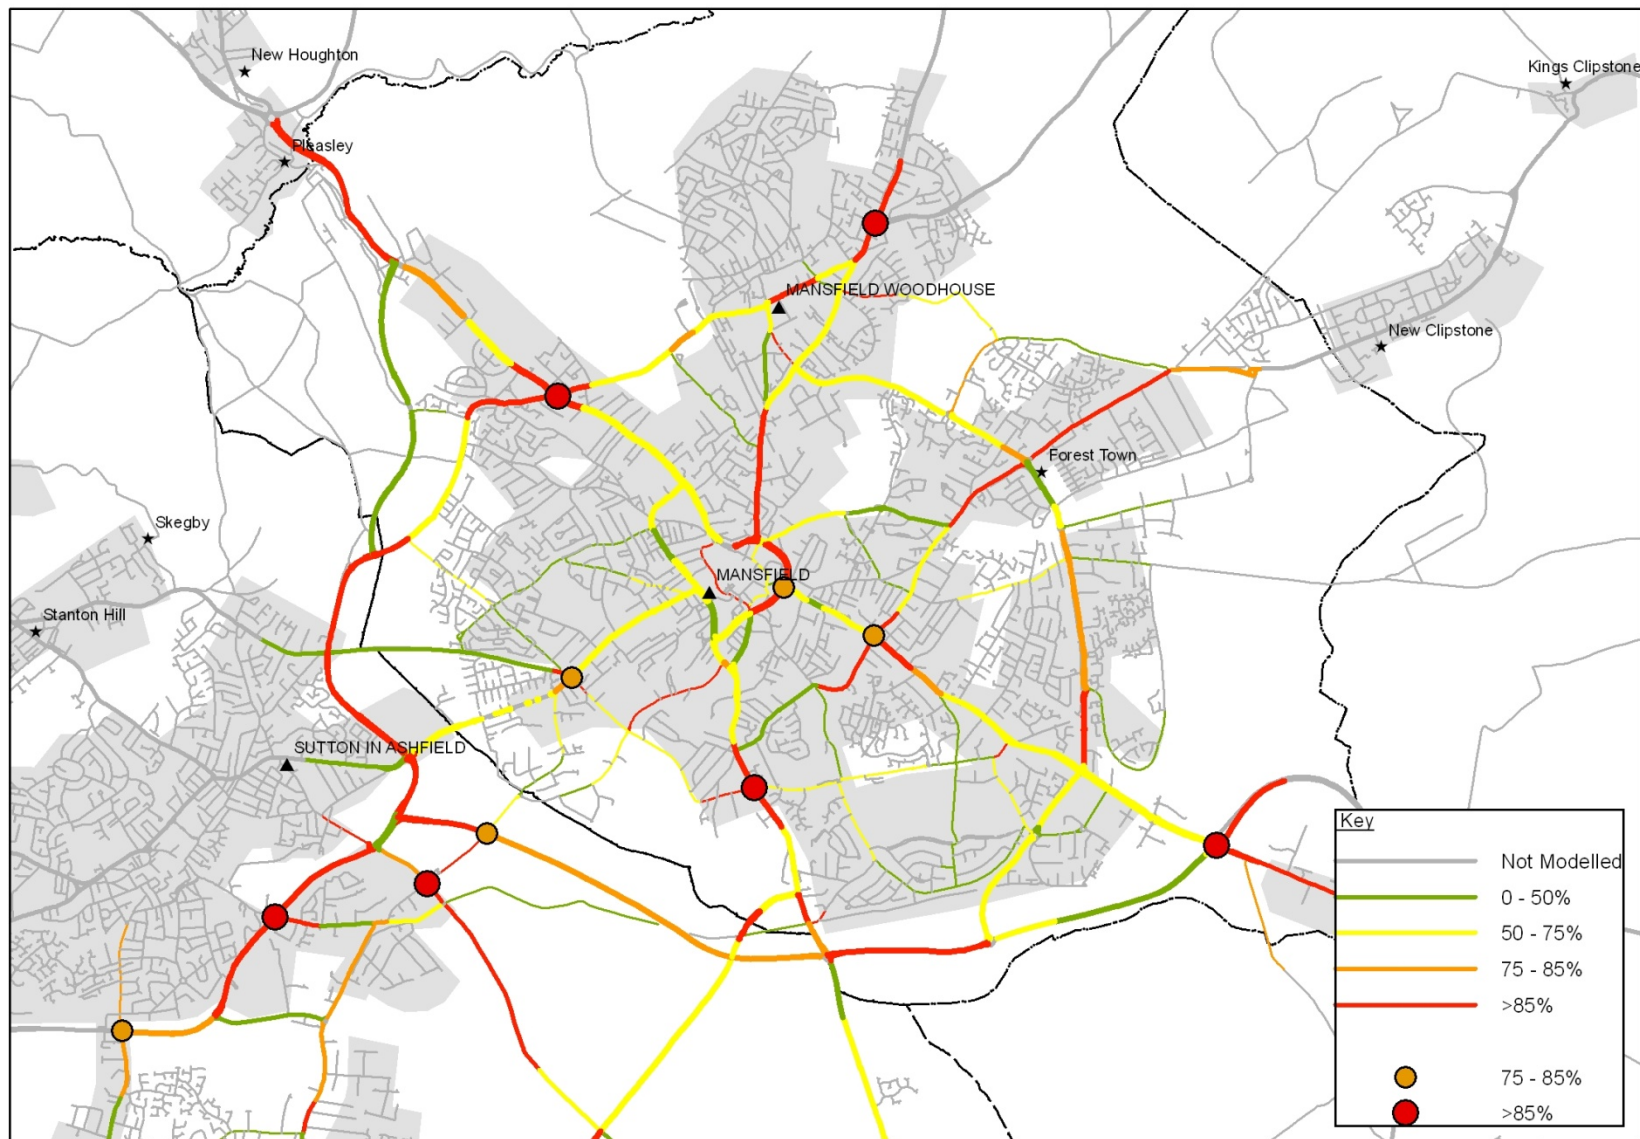 New Houghton
Kings Clipstone
Pleasley
MANSFIELD WOODHOUSE
New Clipstone
Forest Town
Skegby
MANSFIELD
Stanton Hill
SUTTON IN ASHFIELD
Key
Not Modelled
0 - 50%
50 - 75%
75 - 85%
>85%
75 - 85%
>85%